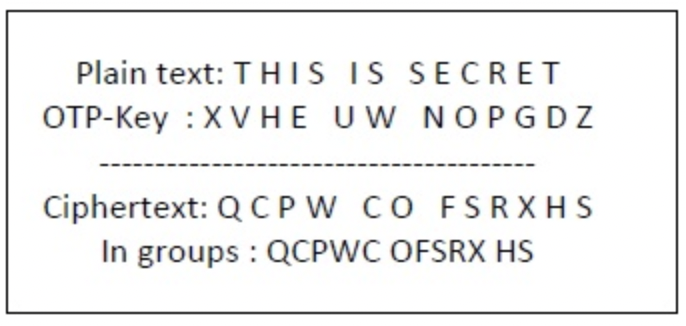 Plain text: T H I S I S S E C R E T
OTP-Key : X V H E U W N O P G D Z
---------------------------------------
Ciphertext: Q C P W C O F S R X H S
In groups : QCPWC OFSRX HS